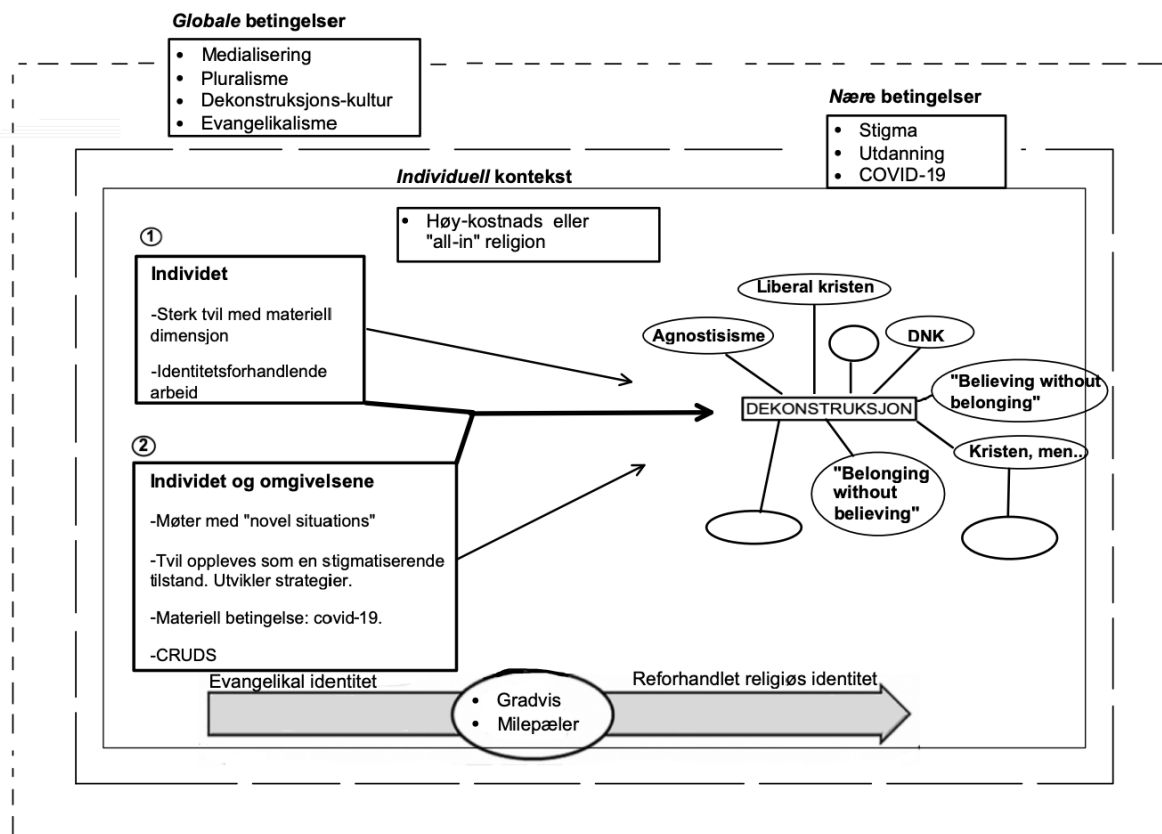 Globale betingelser
• Medialisering
• Pluralisme
• Dekonstruksjons-kultur
• Evangelikalisme
Nære betingelser
• Stigma
• Utdanning
• COVID-19
Individuell kontekst
• Høy-kostnads eller
"all-in" religion
①
Individet
-Sterk tvil med materiell
dimensjon
-Identitetsforhandlende
arbeid
②
Individet og omgivelsene
-Møter med "novel situations"
-Tvil oppleves som en stigmatiserende
tilstand. Utvikler strategier.
-Materiell betingelse: covid-19.
-CRUDS
Liberal kristen
Agnostisisme
DNK
"Believing without
belonging"
DEKONSTRUKSJON
Kristen, men...
"Belonging
without
believing"
Evangelikal identitet
• Gradvis
• Milepæler
Reforhandlet religiøs identitet